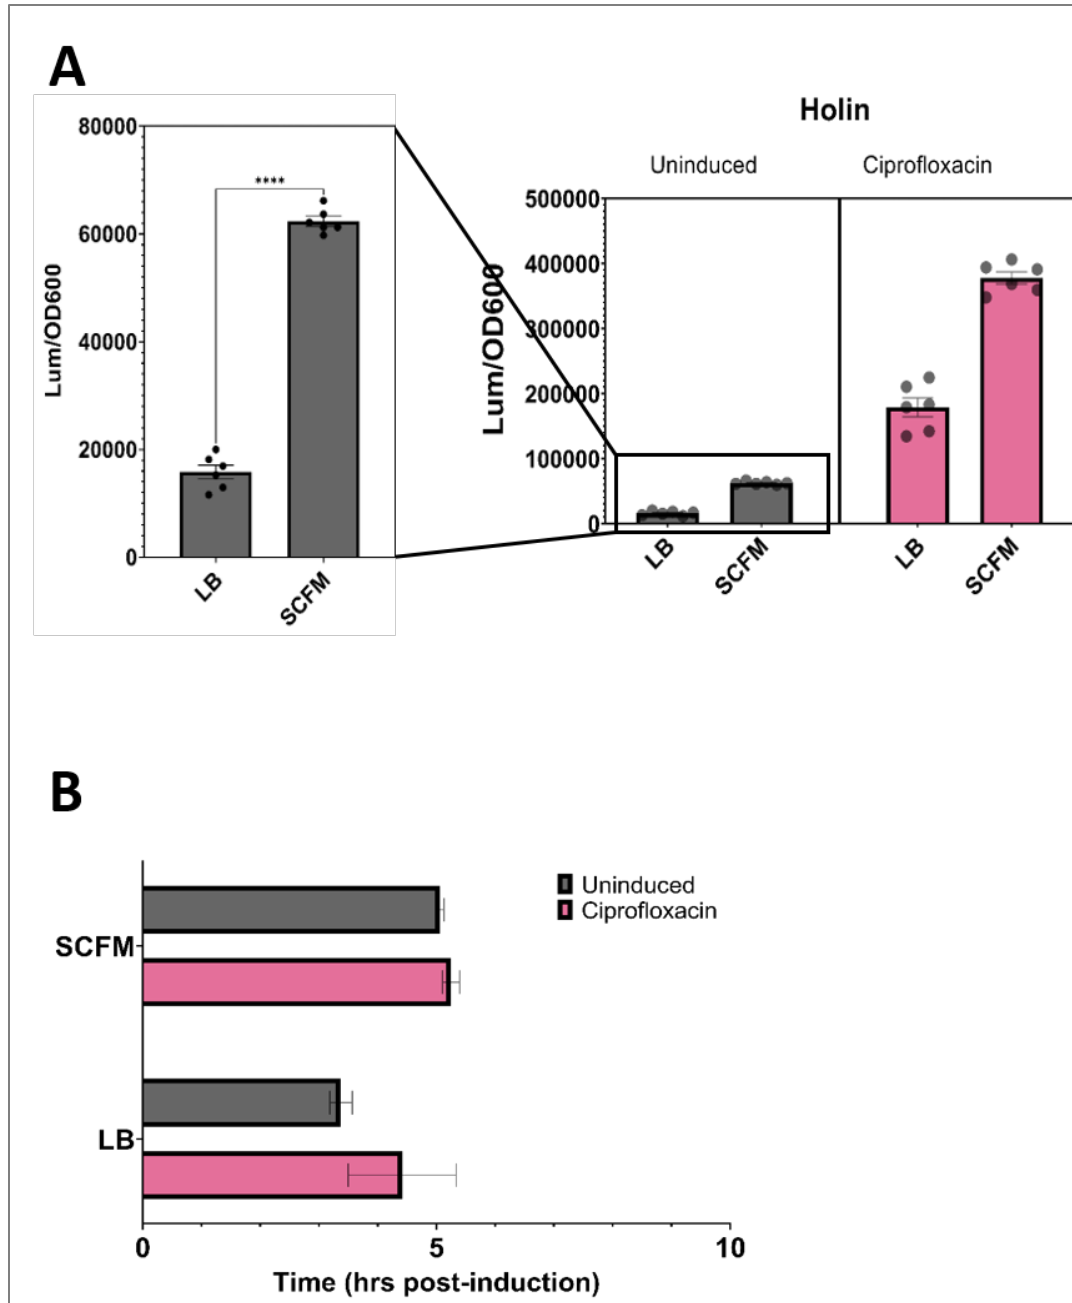 A
Holin
Uninduced
Ciprofloxacin
80000
60000
40000
20000
0
Lum/OD600
****
LB
SCFM
500000
400000
300000
200000
100000
0
Lum/OD600
LB
SCFM
LB
SCFM
B
Uninduced
Ciprofloxacin
SCFM
LB
0 5 10
Time (hrs post-induction)